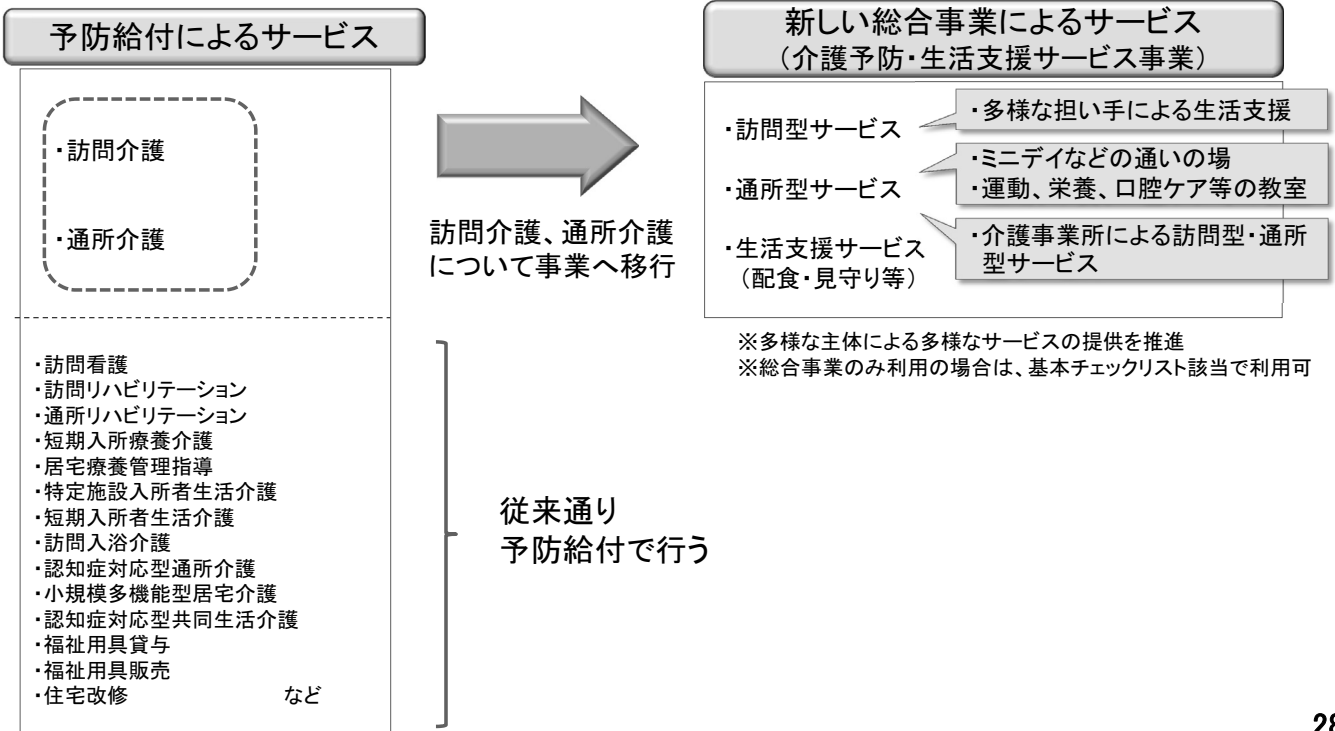 予防給付によるサービス
・訪問介護
・通所介護
訪問介護、通所介護
について事業へ移行
新しい総合事業によるサービス
（介護予防・生活支援サービス事業）
・訪問型サービス
・多様な担い手による生活支援
・通所型サービス
・ミニデイなどの通いの場
・運動、栄養、口腔ケア等の教室
・生活支援サービス
（配食・見守り等）
・介護事業所による訪問型・通所
型サービス
※多様な主体による多様なサービスの提供を推進
※総合事業のみ利用の場合は、基本チェックリスト該当で利用可
・訪問看護
・訪問リハビリテーション
・通所リハビリテーション
・短期入所療養介護
・居宅療養管理指導
・特定施設入所者生活介護
・短期入所者生活介護
・訪問入浴介護
・認知症対応型通所介護
・小規模多機能型居宅介護
・認知症対応型共同生活介護
・福祉用具貸与
・福祉用具販売
・住宅改修 など
従来通り
予防給付で行う
28